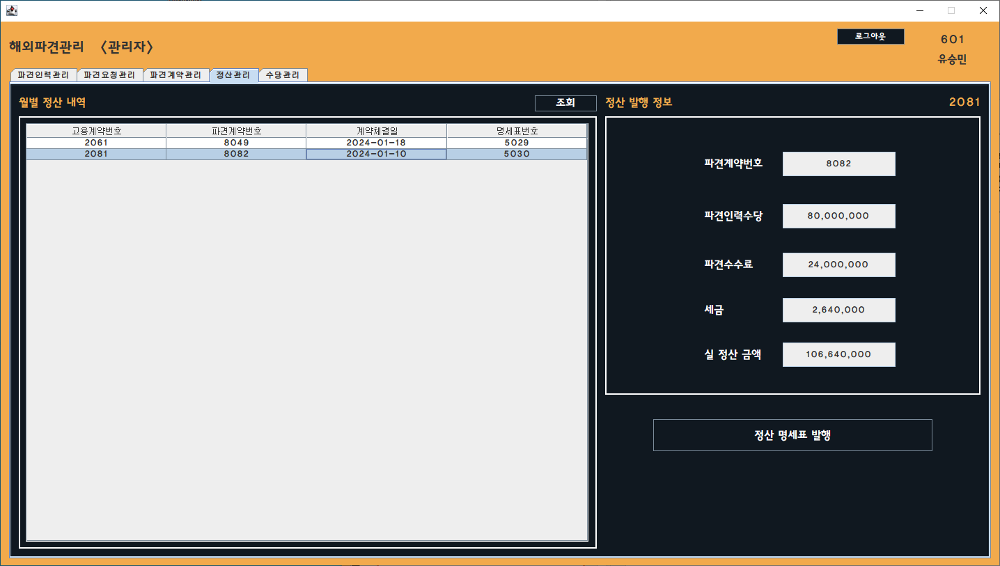 로그아웃
601
해외파견관리 〈관리자〉
유승민
파견인력관리 파견요청관리 파견계약관리 정산관리 수당관리
월별 정산 내역 조회
고용계약번호 파견계약번호 계약체결일 명세표번호
2061 8049 2024-01-18 5029
2081 8082 2024-01-10 5030
정산 발행 정보 2081
파견계약번호 8082
파견인력수당 80,000,000
파견수수료 24,000,000
세금 2,640,000
실 정산 금액 106,640,000
정산 명세표 발행